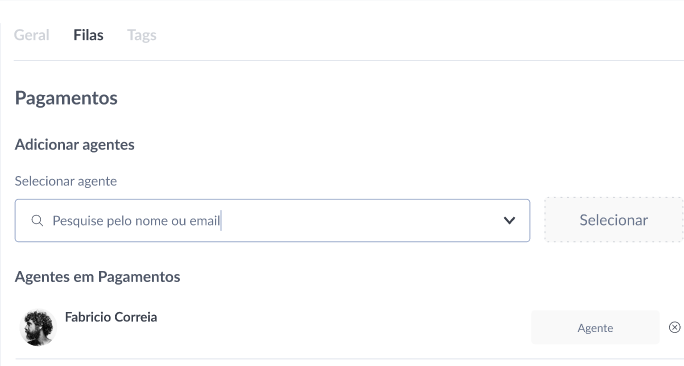 Geral Filas Tags
Pagamentos
Adicionar agentes
Selecionar agente
Pesquise pelo nome ou email Selecionar
Agentes em Pagamentos
Fabricio Correia
Agente